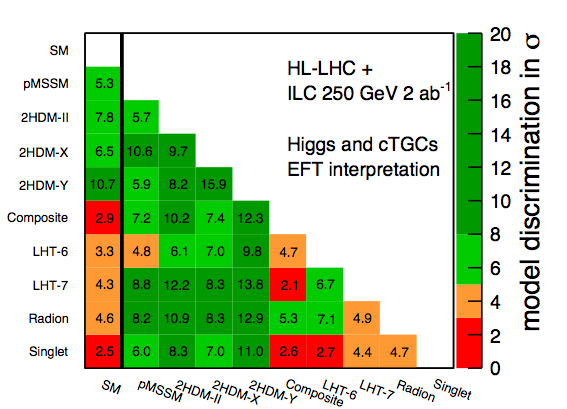 SM
pMSSM 5.3
2HDM-II 7.8 5.7
2HDM-X 6.5 10.6 9.7
2HDM-Y 10.7 5.9 8.2 15.9
Composite 2.9 7.2 10.2 7.4 12.3
LHT-6 3.3 4.8 6.1 7.0 9.8 4.7
LHT-7 4.3 8.8 12.2 8.3 13.8 2.1 6.7
Radion 4.6 8.2 10.9 8.3 12.9 5.3 7.1 4.9
Singlet 2.5 6.0 8.3 7.0 11.0 2.6 2.7 4.4 4.7
SM pMSSM 2HDM-II 2HDM-X 2HDM-Y Composite LHT-6 LHT-7 Radion Singlet
HL-LHC +
ILC 250 GeV 2 ab⁻¹
Higgs and cTGCs
EFT interpretation
20
18
16
14
12
10
8
6
4
2
0
model discrimination in σ